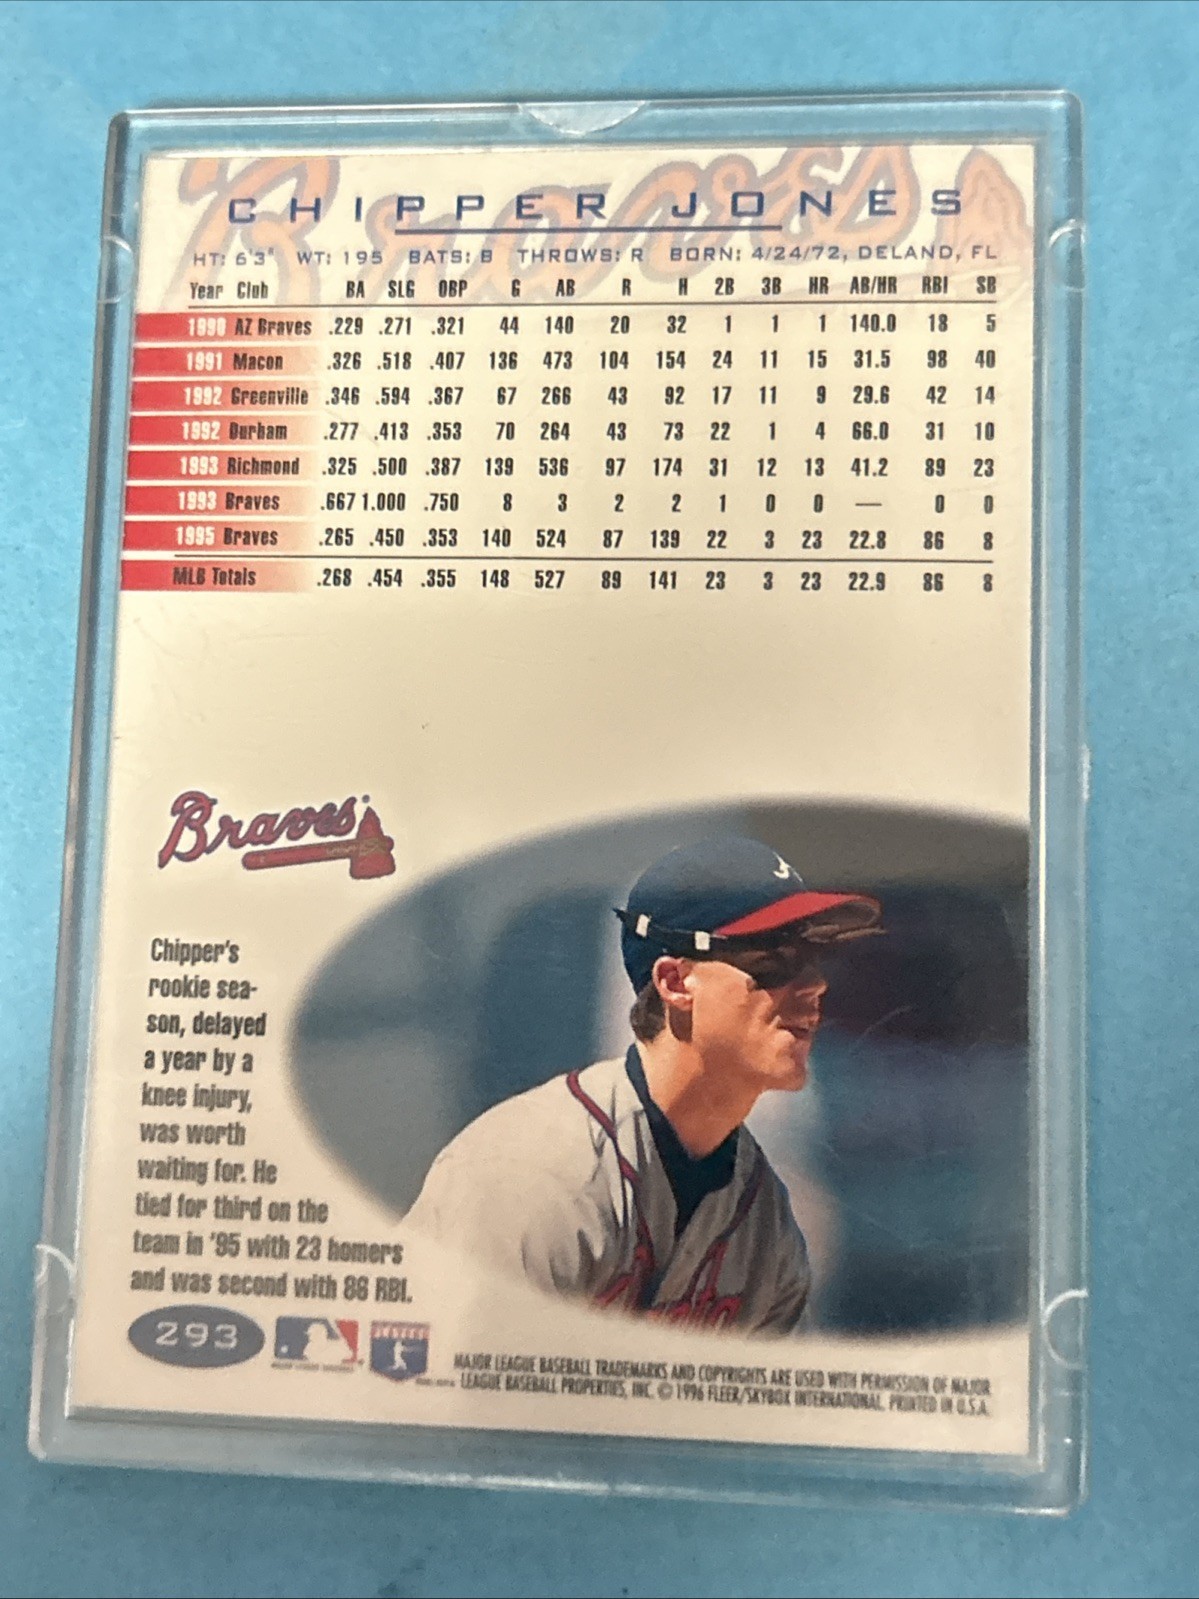 Braves
CHIPPER JONES
HT: 6'3" WT: 195 BATS: B THROWS: R BORN: 4/24/72, DELAND, FL
Year Club BA SLG OBP G AB R H 2B 3B HR AB/HR RBI SB
1990 AZ Braves .229 .271 .321 44 140 20 32 1 1 1 140.0 18 5
1991 Macon .326 .518 .407 136 473 104 154 24 11 15 31.5 98 40
1992 Greenville .346 .594 .367 67 266 43 92 17 11 9 29.6 42 14
1992 Durham .277 .413 .353 70 264 43 73 22 1 4 66.0 31 10
1993 Richmond .325 .500 .387 139 536 97 174 31 12 13 41.2 89 23
1993 Braves .667 1.000 .750 8 3 2 2 1 0 0 — 0 0
1995 Braves .265 .450 .353 140 524 87 139 22 3 23 22.8 86 8
MLB Totals .268 .454 .355 148 527 89 141 23 3 23 22.9 86 8
Braves
Chipper's
rookie sea-
son, delayed
a year by a
knee injury,
was worth
waiting for. He
tied for third on the
team in '95 with 23 homers
and was second with 86 RBI.
293
PLAYERS
MAJOR LEAGUE BASEBALL TRADEMARKS AND COPYRIGHTS ARE USED WITH PERMISSION OF MAJOR
LEAGUE BASEBALL PROPERTIES, INC. © 1996 FLEER/SKYBOX INTERNATIONAL. PRINTED IN U.S.A.